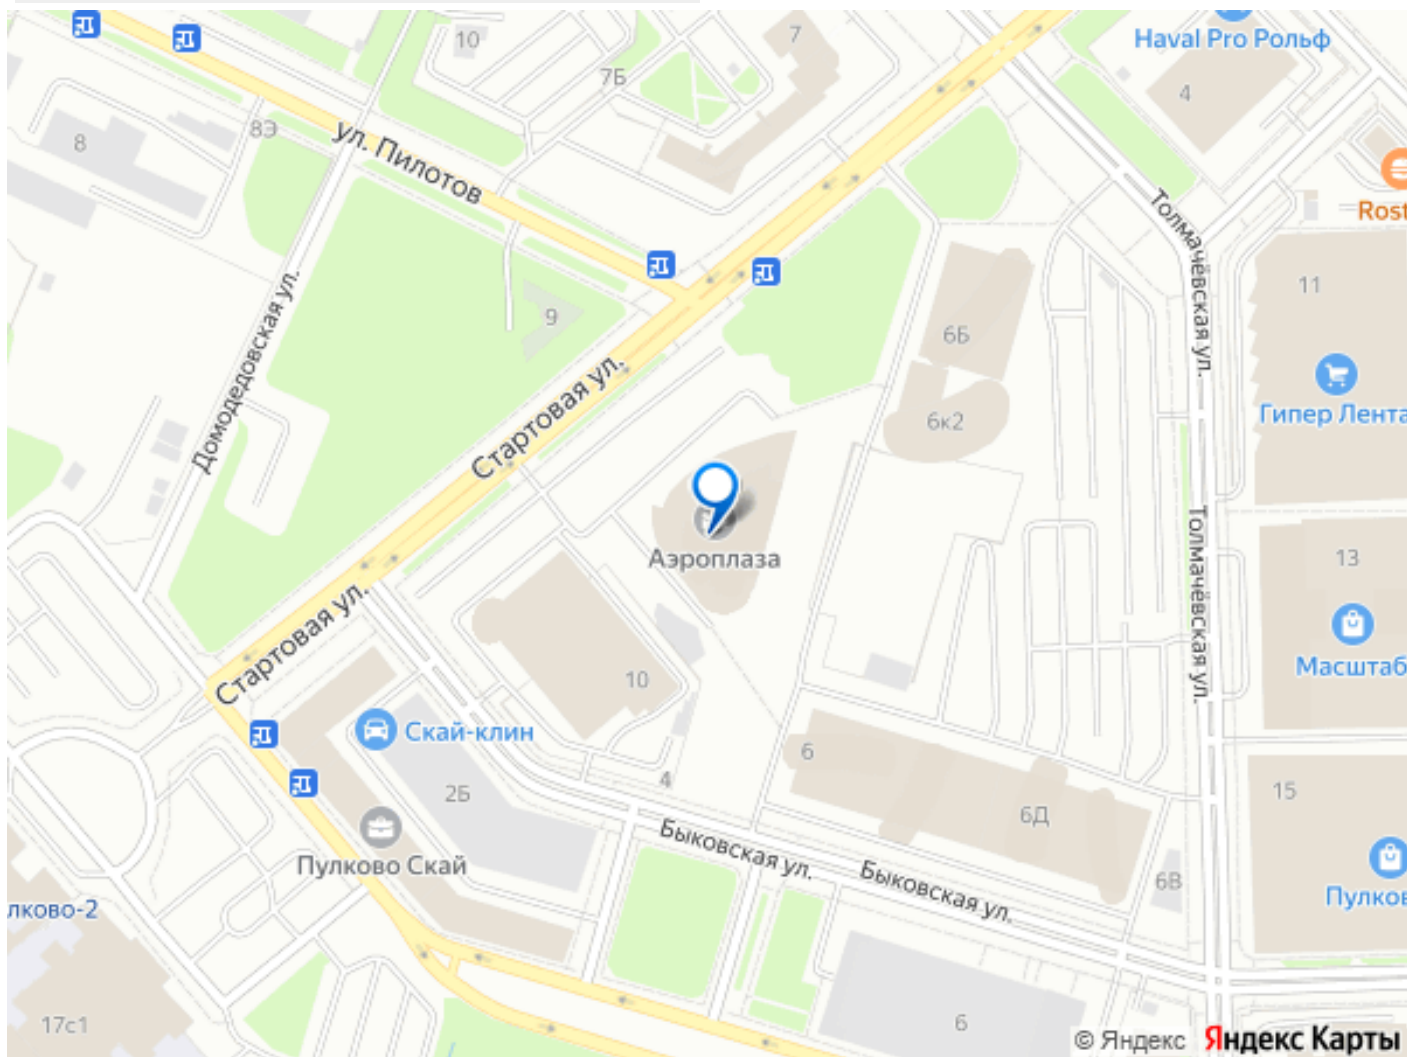 10
7
Haval Pro Рольф
7Б
4
8Э
8
ул. Пилотов
Rost
Толмачёвская ул.
11
Домодедовская ул.
9
6Б
Стартовая ул.
Гипер Лента
6к2
Аэроплаза
Толмачёвская ул.
13
Стартовая ул.
Масштаб
10
Скай-клин
6
4
2Б
15
6Д
Быковская ул.
Пулково Скай
Быковская ул.
6В
Пулков
лково-2
17с1
6
© Яндекс Яндекс Карты